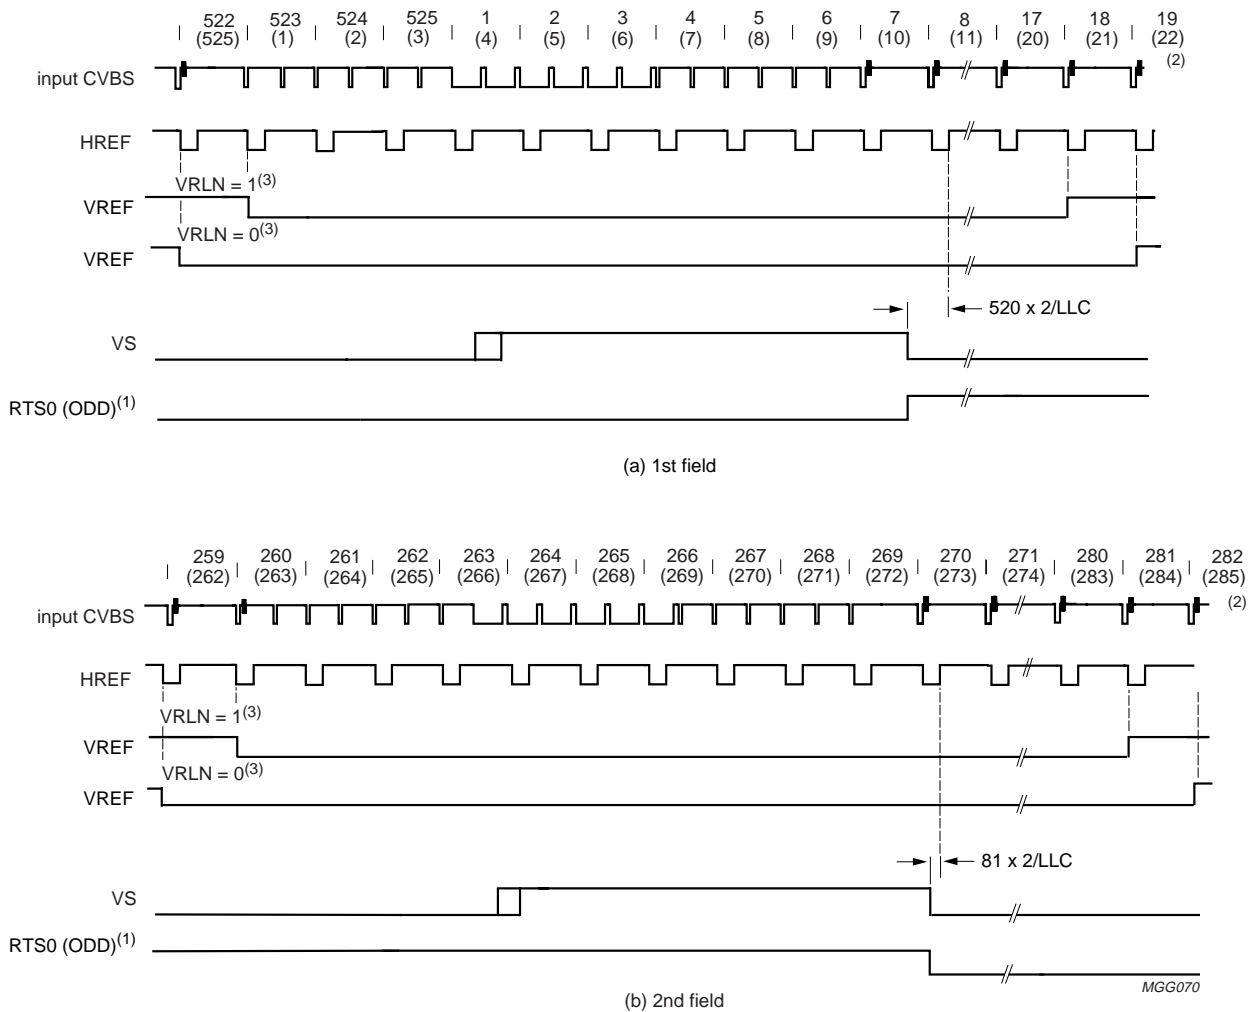 522 523 524 525 1 2 3 4 5 6 7 8 17 18 19
(525) (1) (2) (3) (4) (5) (6) (7) (8) (9) (10) (11) (20) (21) (22)
(2)
input CVBS
HREF
VRLN = 1(3)
VREF
VRLN = 0(3)
VREF
520 x 2/LLC
VS
RTS0 (ODD)(1)
(a) 1st field
259 260 261 262 263 264 265 266 267 268 269 270 271 280 281 282
(262) (263) (264) (265) (266) (267) (268) (269) (270) (271) (272) (273) (274) (283) (284) (285)
(2)
input CVBS
HREF
VRLN = 1(3)
VREF
VRLN = 0(3)
VREF
81 x 2/LLC
VS
RTS0 (ODD)(1)
MGG070
(b) 2nd field